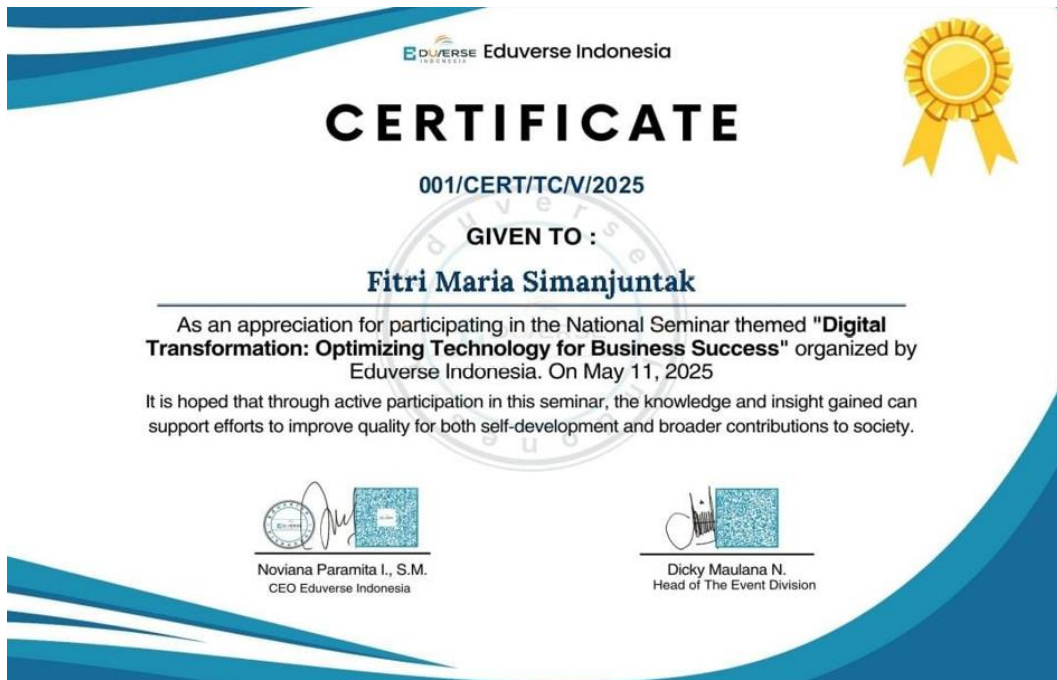 EDUVERSE INDONESIA Eduverse Indonesia
CERTIFICATE
001/CERT/TC/V/2025
GIVEN TO :
Fitri Maria Simanjuntak
As an appreciation for participating in the National Seminar themed "Digital
Transformation: Optimizing Technology for Business Success" organized by
Eduverse Indonesia. On May 11, 2025
It is hoped that through active participation in this seminar, the knowledge and insight gained can
support efforts to improve quality for both self-development and broader contributions to society.
Noviana Paramita I., S.M.
CEO Eduverse Indonesia
Dicky Maulana N.
Head of The Event Division